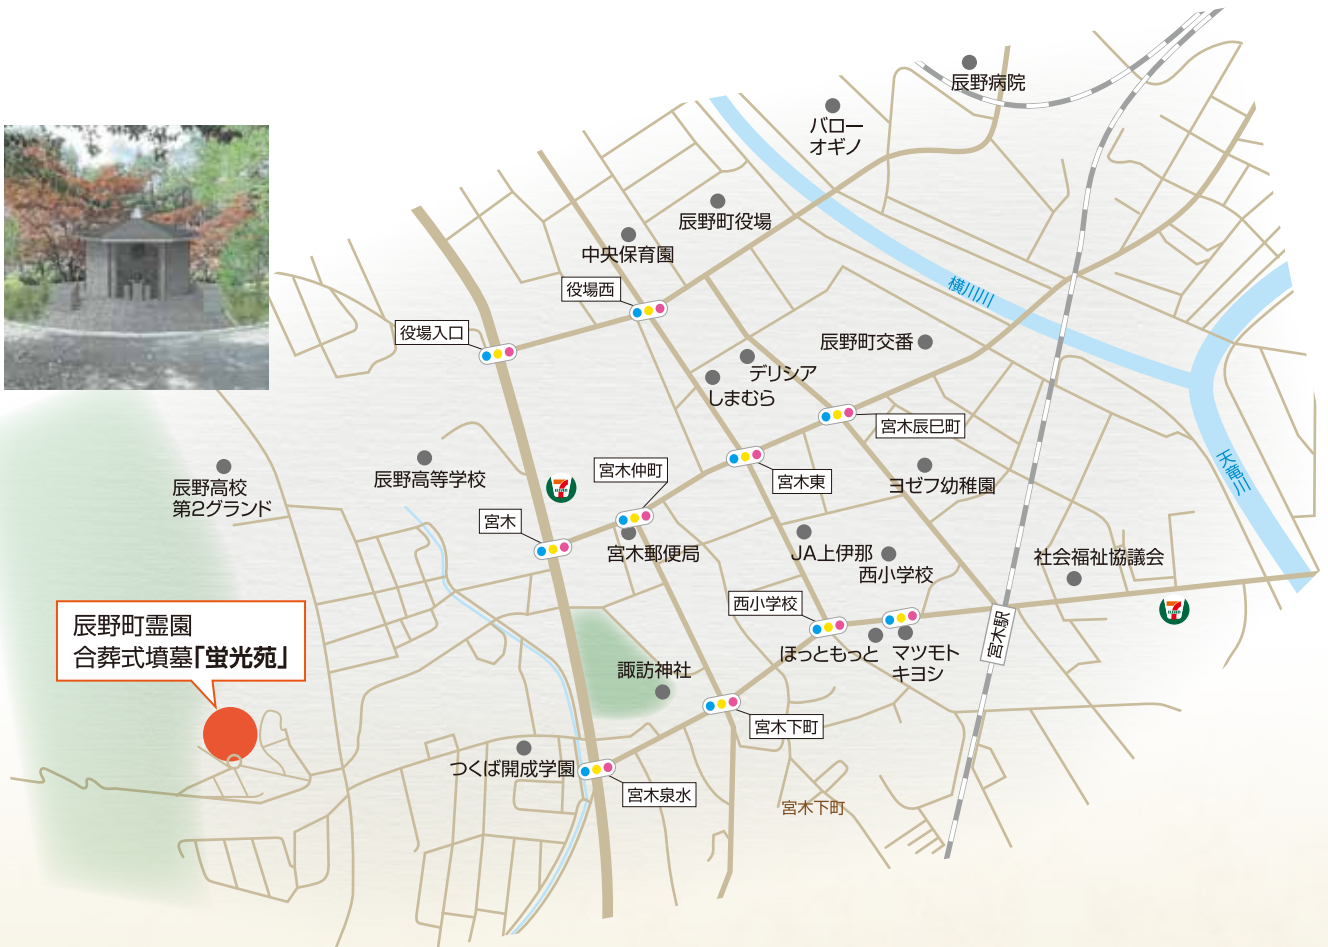 辰野病院
バロー
オギノ
辰野町役場
中央保育園
役場西
横川川
役場入口
辰野町交番
デリシア
しまむら
宮木辰巳町
辰野高校
第2グランド
辰野高等学校
宮木仲町
宮木東
ヨゼフ幼稚園
天竜川
7
ELEVEN
宮木
宮木郵便局
JA上伊那
西小学校
社会福祉協議会
西小学校
7
ELEVEN
辰野町霊園
合葬式墳墓「蛍光苑」
ほっともっと
マツモト
キヨシ
宮木駅
諏訪神社
宮木下町
つくば開成学園
宮木泉水
宮木下町